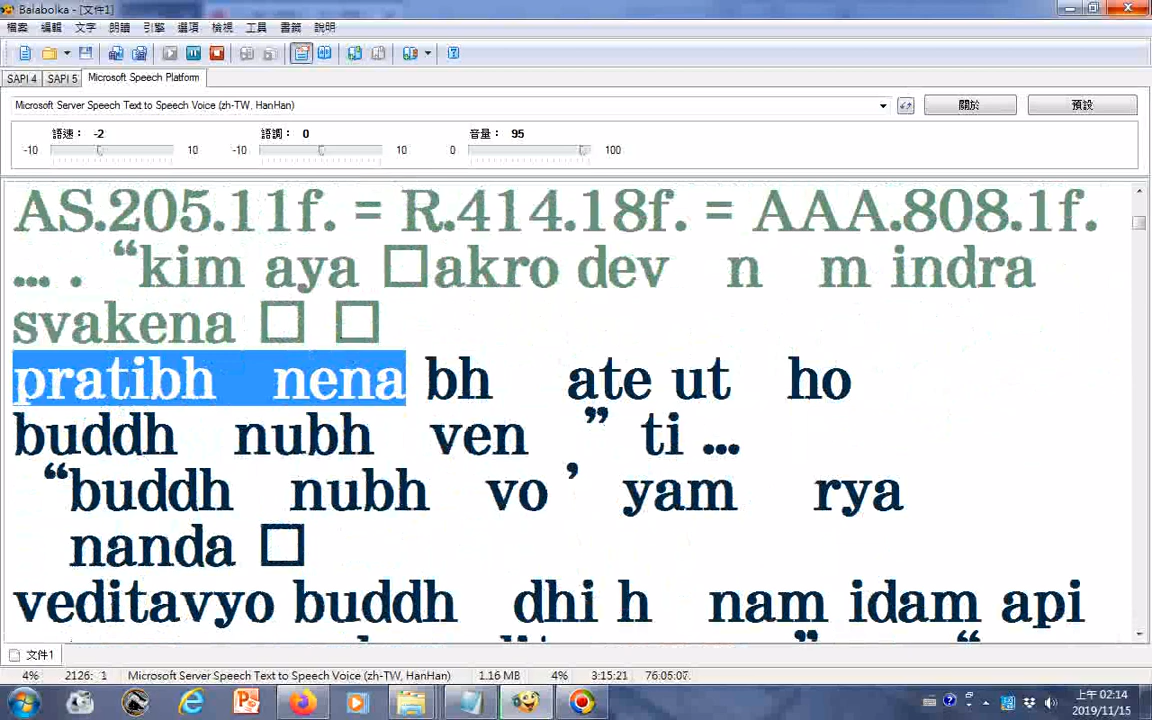 Balabolka - [文件1]
檔案 編輯 文字 朗讀 引擎 選項 檢視 工具 書籤 說明
SAPI 4 SAPI 5 Microsoft Speech Platform
Microsoft Server Speech Text to Speech Voice (zh-TW, HanHan) 關於 預設
語速： -2 語調： 0 音量： 95
-10 10 -10 10 0 100
AS.205.11f. = R.414.18f. = AAA.808.1f.
... . “kim aya □akro dev n m indra
svakena □ □
pratibh nena bh ate ut ho
buddh nubh ven ” ti ...
“buddh nubh vo ’ yam rya
nanda □
veditavyo buddh dhi h nam idam api
文件1
4% 2126: 1 Microsoft Server Speech Text to Speech Voice (zh-TW, HanHan) 1.16 MB 4% 3:15:21 76:05:07.
上午 02:14
2019/11/15